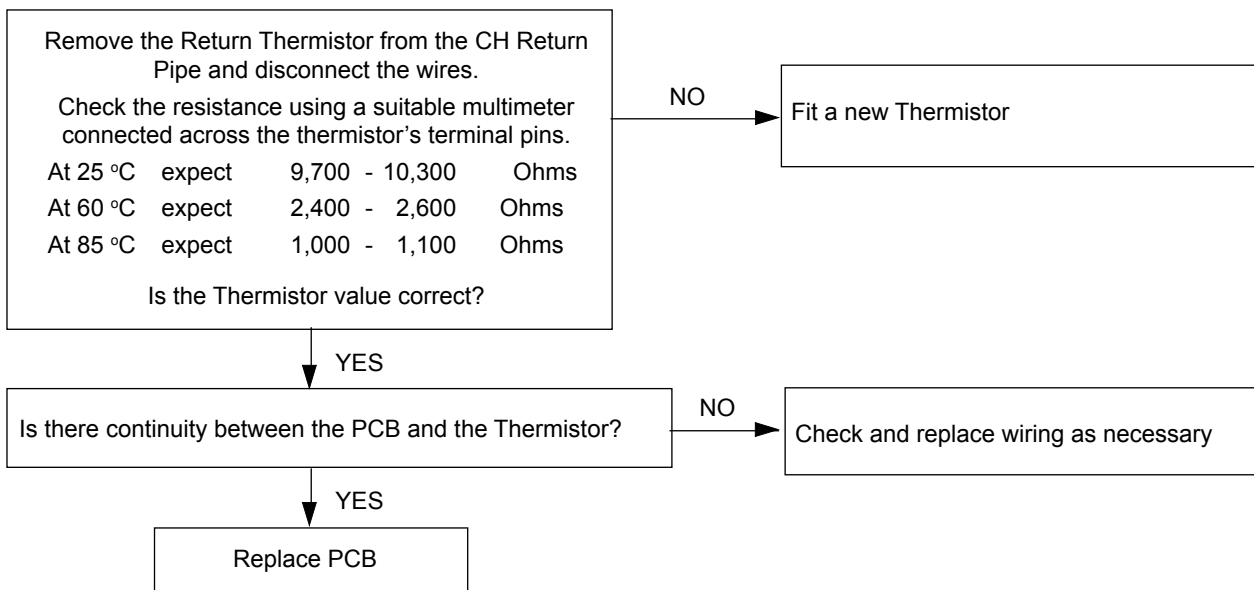 Remove the Return Thermistor from the CH Return
Pipe and disconnect the wires.
Check the resistance using a suitable multimeter
connected across the thermistor's terminal pins.
At 25 °C expect 9,700 - 10,300 Ohms
At 60 °C expect 2,400 - 2,600 Ohms
At 85 °C expect 1,000 - 1,100 Ohms
Is the Thermistor value correct?
NO
Fit a new Thermistor
YES
Is there continuity between the PCB and the Thermistor?
NO
Check and replace wiring as necessary
YES
Replace PCB